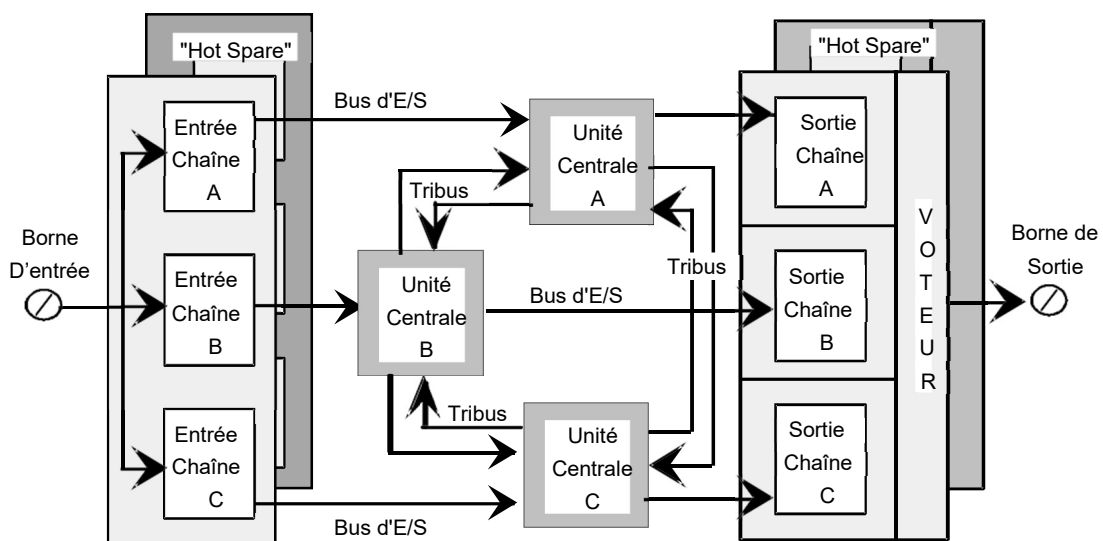 "Hot Spare"
"Hot Spare"
Bus d'E/S
Entrée
Chaîne
A
Unité
Centrale
A
Sortie
Chaîne
A
Tribus
Borne
D'entrée
Entrée
Chaîne
B
Unité
Centrale
B
Bus d'E/S
Tribus
Sortie
Chaîne
B
VOTEUR
Borne de
Sortie
Entrée
Chaîne
C
Tribus
Unité
Centrale
C
Sortie
Chaîne
C
Bus d'E/S